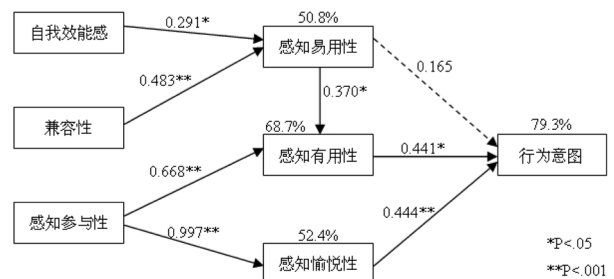 自我效能感
0.291*
50.8%
感知易用性
0.165
0.483**
0.370*
兼容性
68.7%
感知有用性
0.441*
79.3%
行为意图
0.668**
感知参与性
0.997**
0.444**
52.4%
感知愉悦性
*P<.05
**P<.001